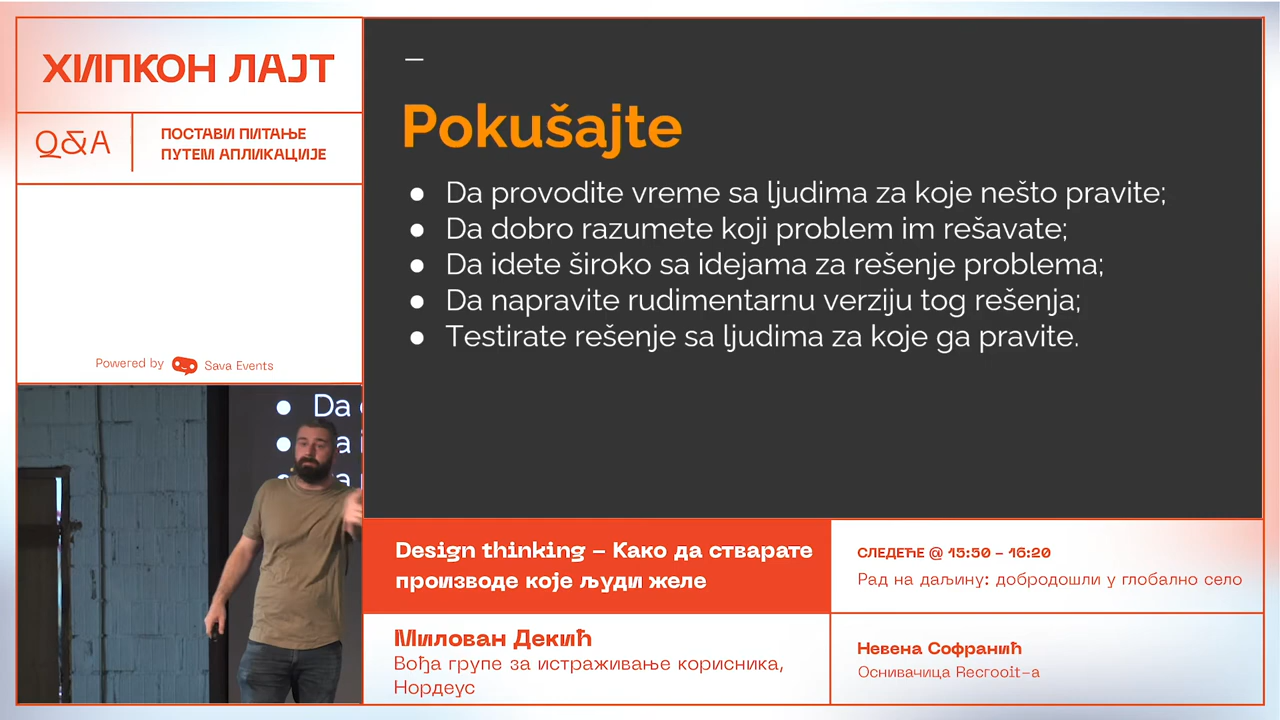 ХИПКОН ЛАЈТ
Q&A
ПОСТАВИ ПИТАЊЕ
ПУТЕМ АПЛИКАЦИЈЕ
Powered by Sava Events
Pokušajte
● Da provodite vreme sa ljudima za koje nešto pravite;
● Da dobro razumete koji problem im rešavate;
● Da idete široko sa idejama za rešenje problema;
● Da napravite rudimentarnu verziju tog rešenja;
● Testirate rešenje sa ljudima za koje ga pravite.
● Da
Design thinking – Како да стварате
производе које људи желе
Милован Декић
Вођа групе за истраживање корисника,
Нордеус
СЛЕДЕЋЕ @ 15:50 – 16:20
Рад на даљину: добродошли у глобално село
Невена Софранић
Оснивачица Recrooit-a